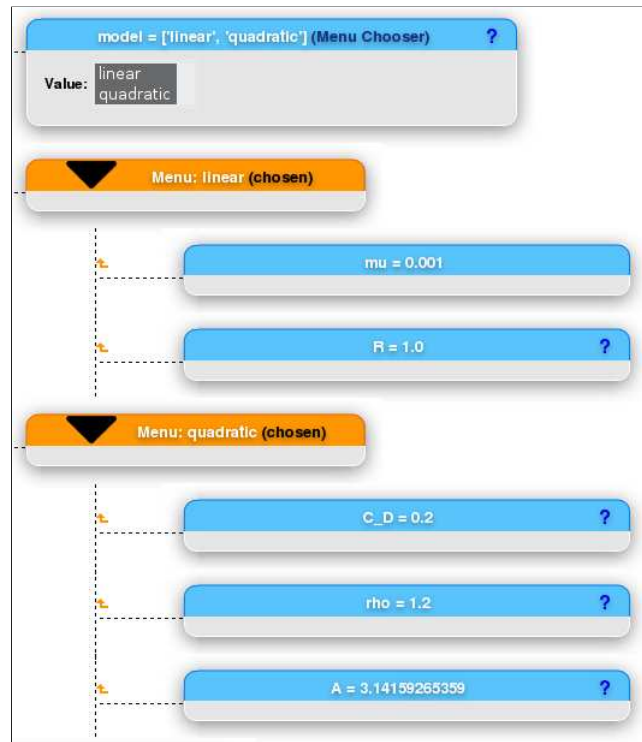 model = ['linear', 'quadratic'] (Menu Chooser) ?
Value: linear
quadratic
Menu: linear (chosen)
mu = 0.001
R = 1.0 ?
Menu: quadratic (chosen)
C_D = 0.2 ?
rho = 1.2 ?
A = 3.14159265359 ?